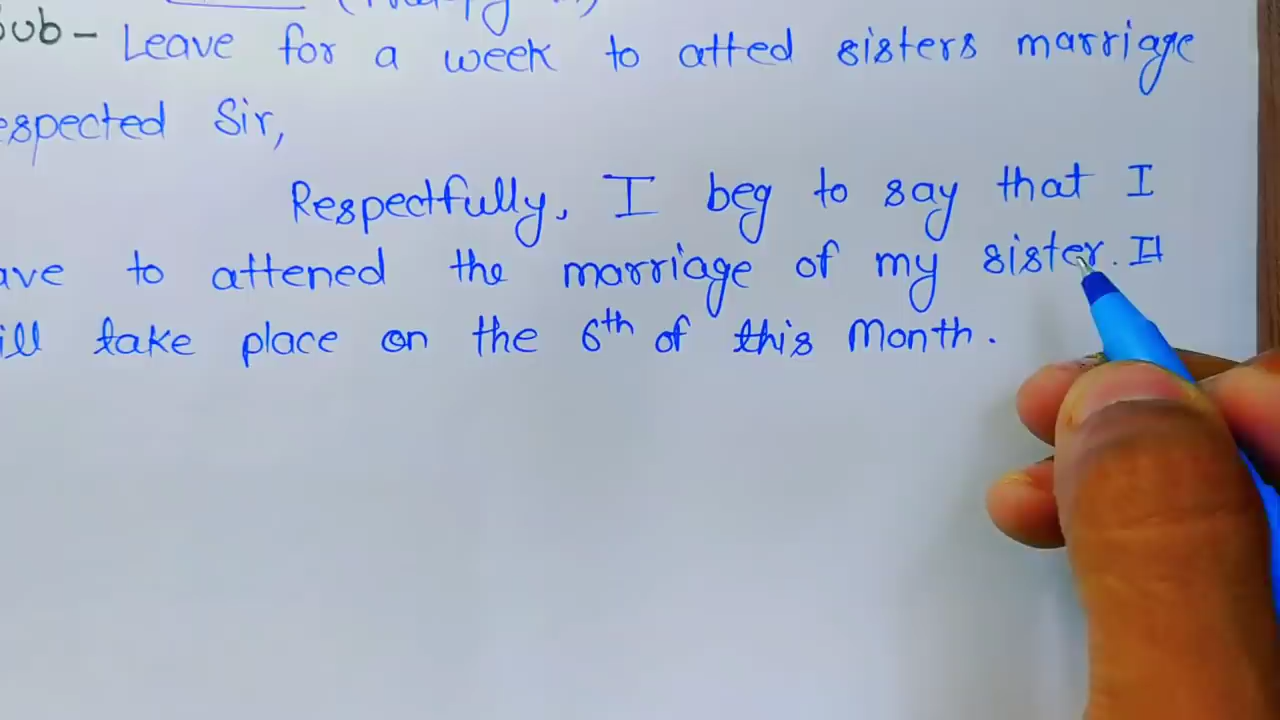 Sub- Leave for a week to atted sisters marriage
espected Sir,
Respectfully, I beg to say that I
ave to attened the marriage of my sister. It
ill take place on the 6th of this Month.